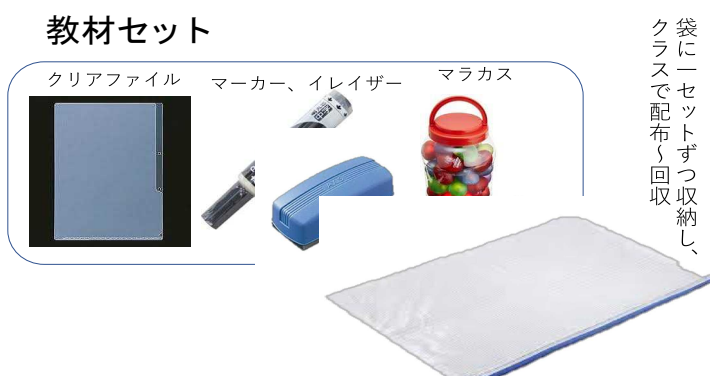 教材セット
クリアファイル
マーカー、イレイザー
マラカス
袋に一セットずつ収納し、
クラスで配布～回収